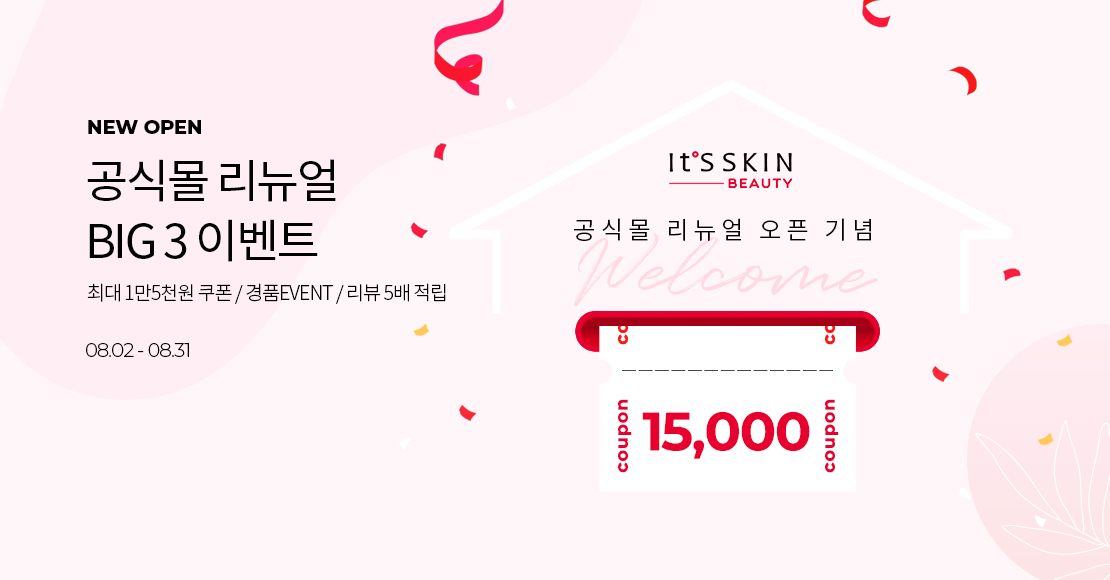 NEW OPEN
공식몰 리뉴얼
BIG 3 이벤트
최대 1만5천원 쿠폰 / 경품EVENT / 리뷰 5배 적립
08.02 - 08.31
It'S SKIN
BEAUTY
공식몰 리뉴얼 오픈 기념
Welcome
co
co
coupon
15,000
coupon